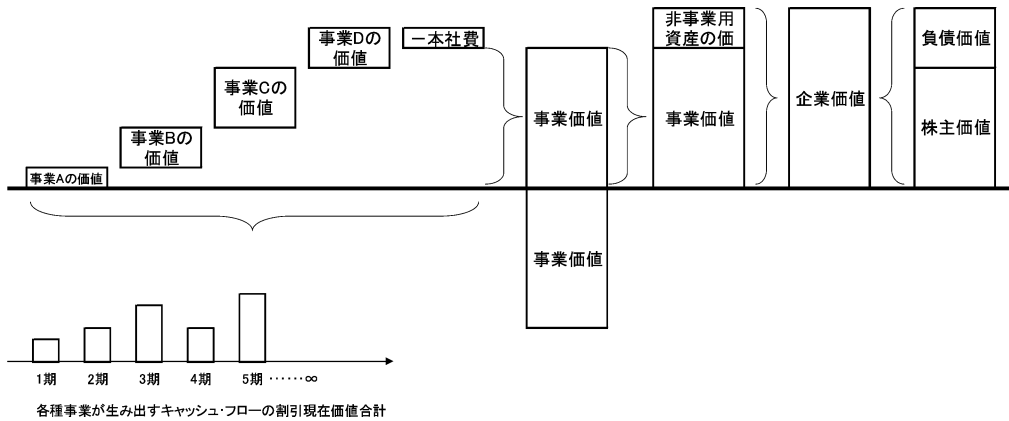 事業Aの価値
事業Bの
価値
事業Cの
価値
事業Dの
価値
－本社費
事業価値
非事業用
資産の価
事業価値
企業価値
負債価値
株主価値
事業価値
1期 2期 3期 4期 5期 ……∞
各種事業が生み出すキャッシュ・フローの割引現在価値合計